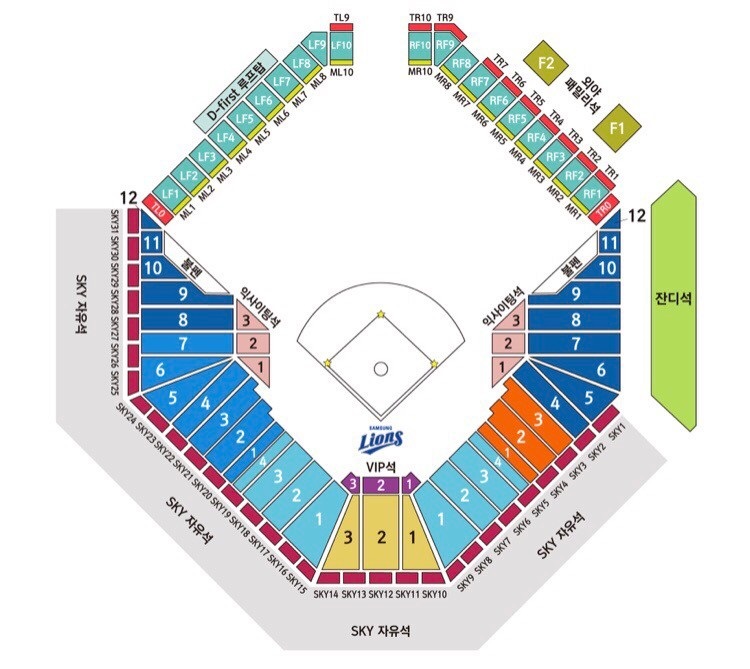 TL9
TR10
TR9
LF9
LF10
RF10
RF9
LF8
ML8
ML10
MR10
MR8
RF8
TR7
F2
외야
패밀리석
D-first 루프탑
LF7
ML7
MR7
RF7
TR6
LF6
ML6
MR6
RF6
TR5
LF5
ML5
MR5
RF5
TR4
F1
LF4
ML4
MR4
RF4
TR3
LF3
ML3
MR3
RF3
TR2
LF2
ML2
MR2
RF2
TR1
LF1
ML1
MR1
RF1
TL0
TR0
12
12
11
11
10
10
불펜
불펜
9
9
8
8
7
7
6
6
5
5
4
4
3
3
2
2
1
1
익사이팅석
3
2
1
익사이팅석
3
2
1
잔디석
SKY 자유석
SKY31
SKY30
SKY29
SKY28
SKY27
SKY26
SKY25
SKY24
SKY23
SKY22
SKY21
SKY20
SKY19
SKY18
SKY17
SKY16
SKY15
SKY1
SKY2
SKY3
SKY4
SKY5
SKY6
SKY7
SKY8
SKY9
SAMSUNG
Lions
VIP석
3
2
1
4
3
2
1
4
3
2
1
3
2
1
SKY14 SKY13 SKY12 SKY11 SKY10
SKY 자유석
SKY 자유석
SKY 자유석